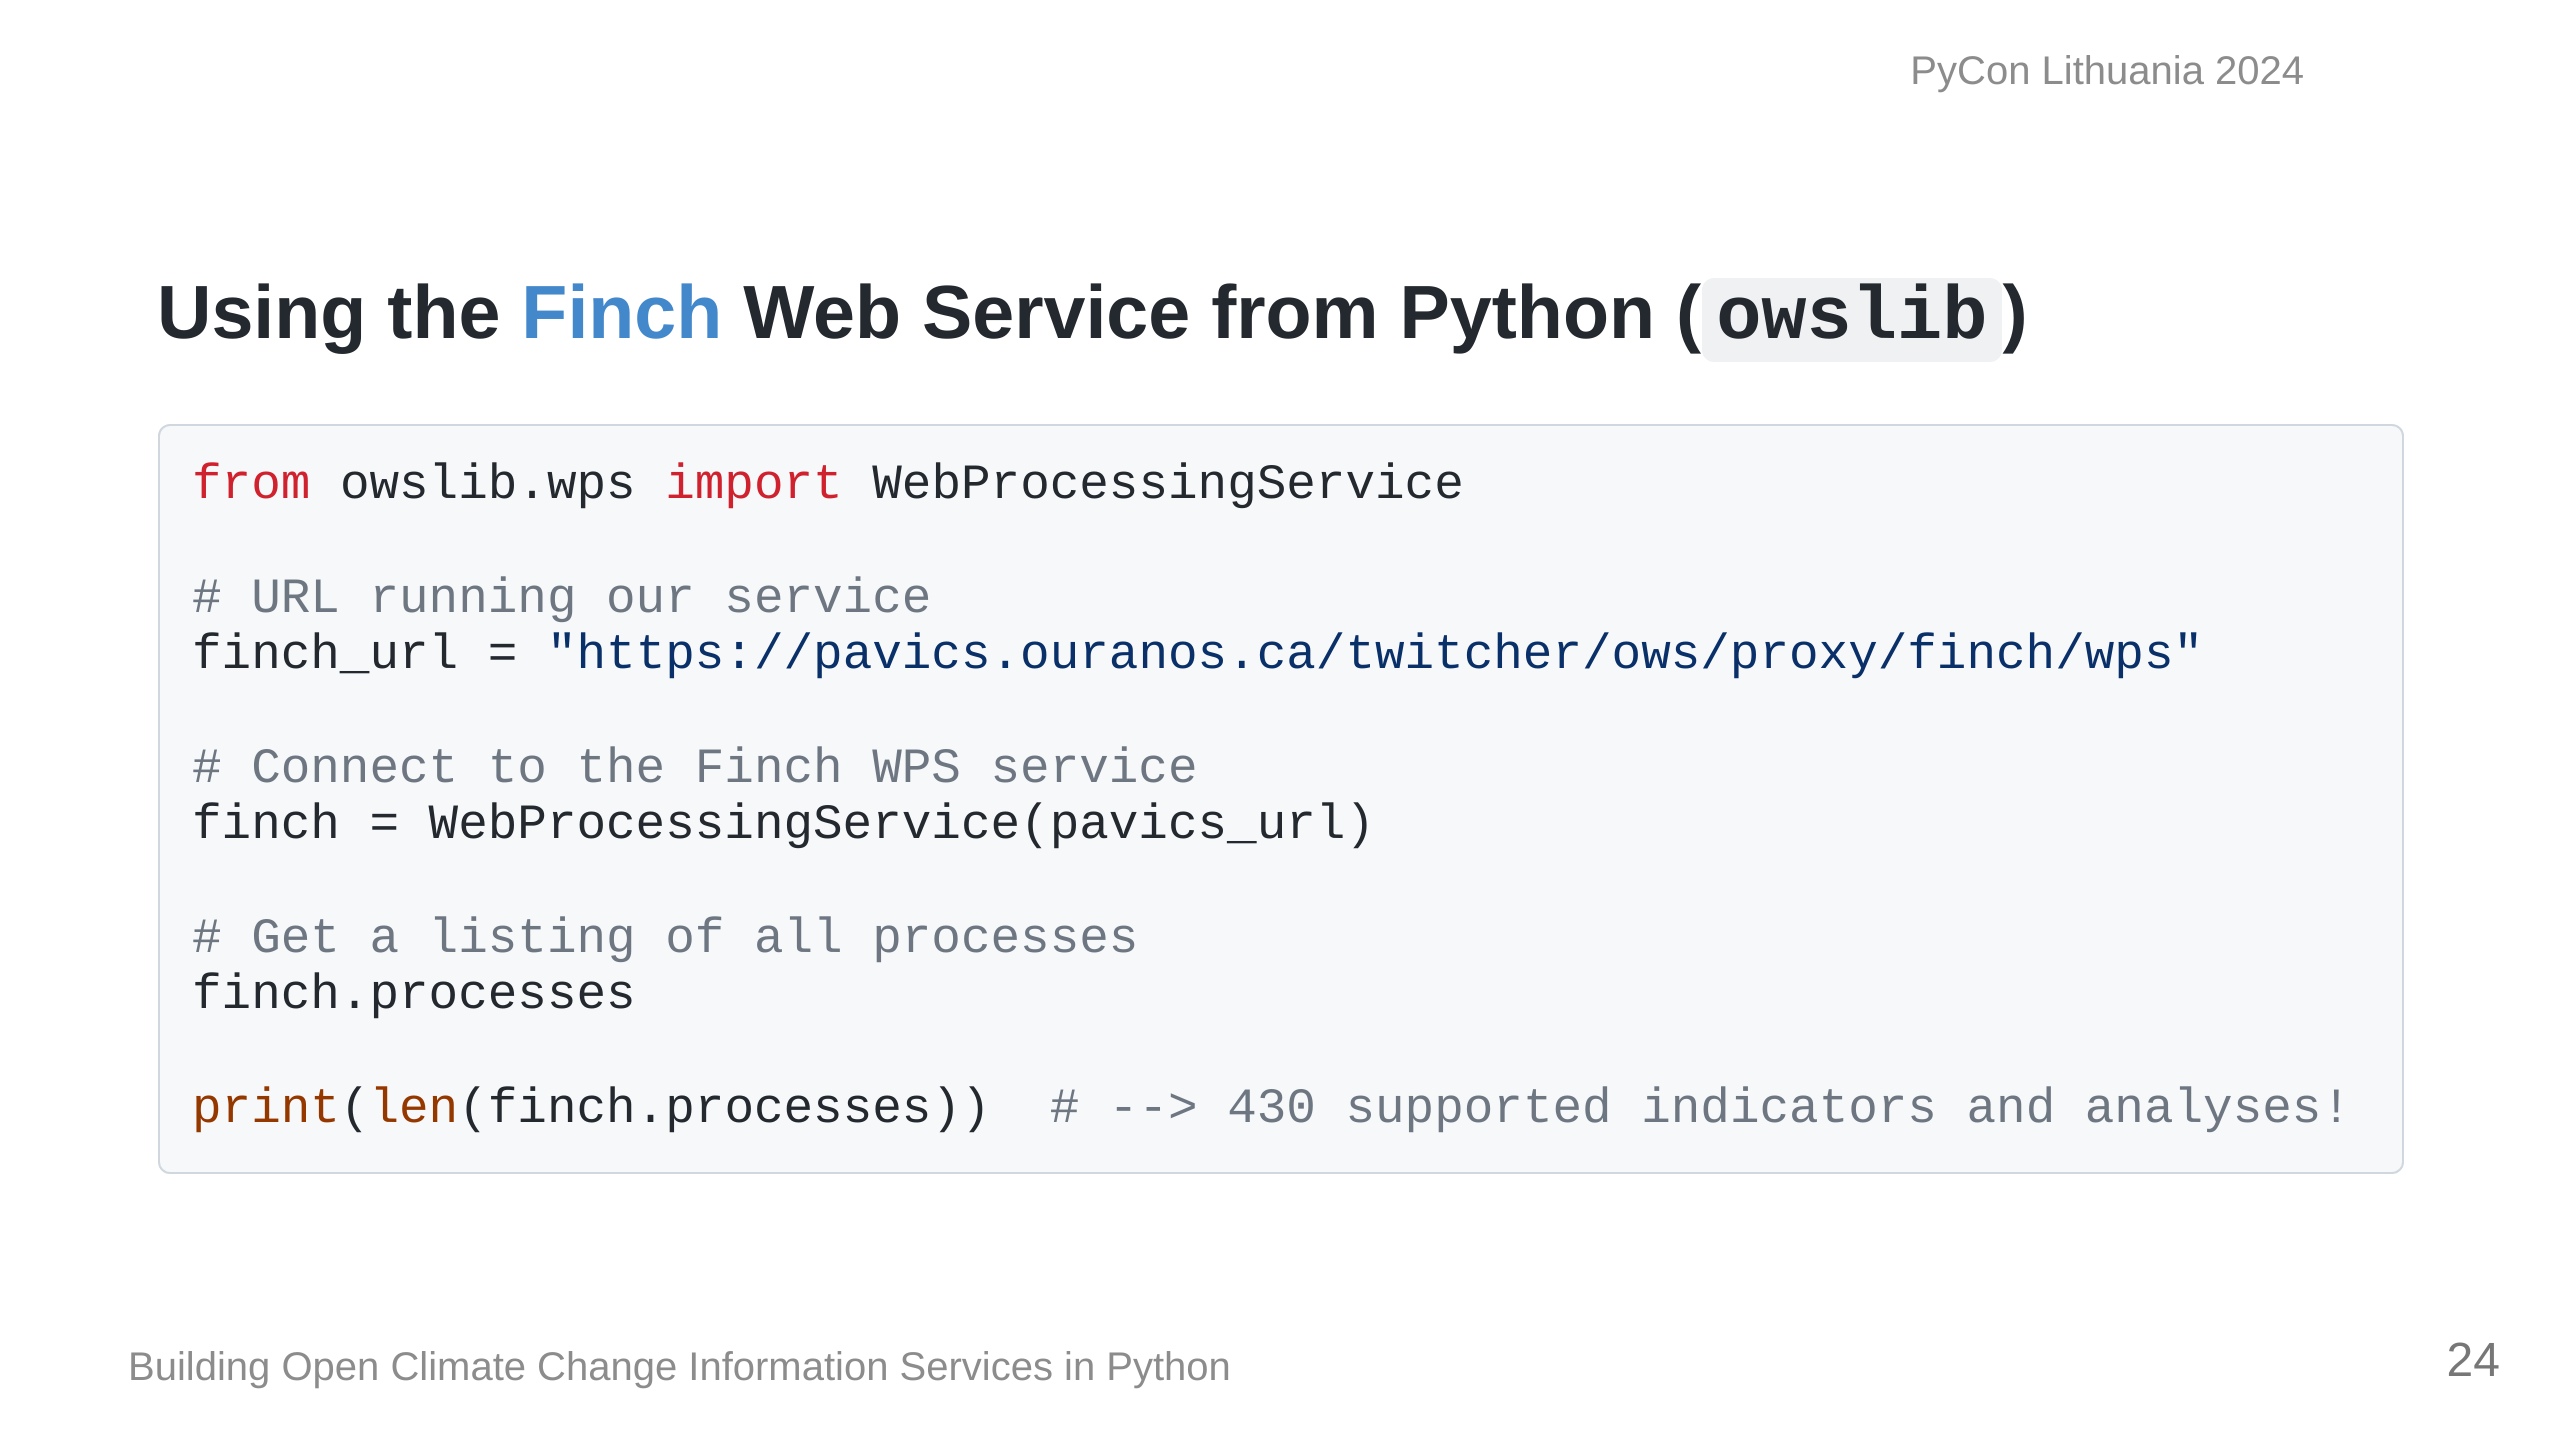 PyCon Lithuania 2024
Using the Finch Web Service from Python (owslib)
from owslib.wps import WebProcessingService
# URL running our service
finch_url = "https://pavics.ouranos.ca/twitcher/ows/proxy/finch/wps"
# Connect to the Finch WPS service
finch = WebProcessingService(pavics_url)
# Get a listing of all processes
finch.processes
print(len(finch.processes))  # --> 430 supported indicators and analyses!
Building Open Climate Change Information Services in Python
24